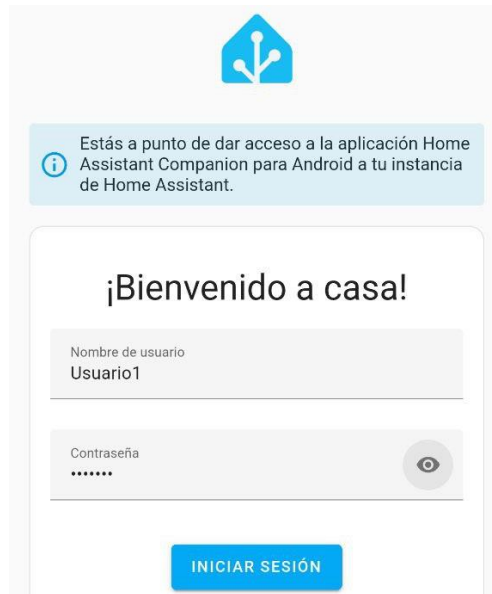 Estás a punto de dar acceso a la aplicación Home
Assistant Companion para Android a tu instancia
de Home Assistant.
¡Bienvenido a casa!
Nombre de usuario
Usuario1
Contraseña
•••••••
INICIAR SESIÓN